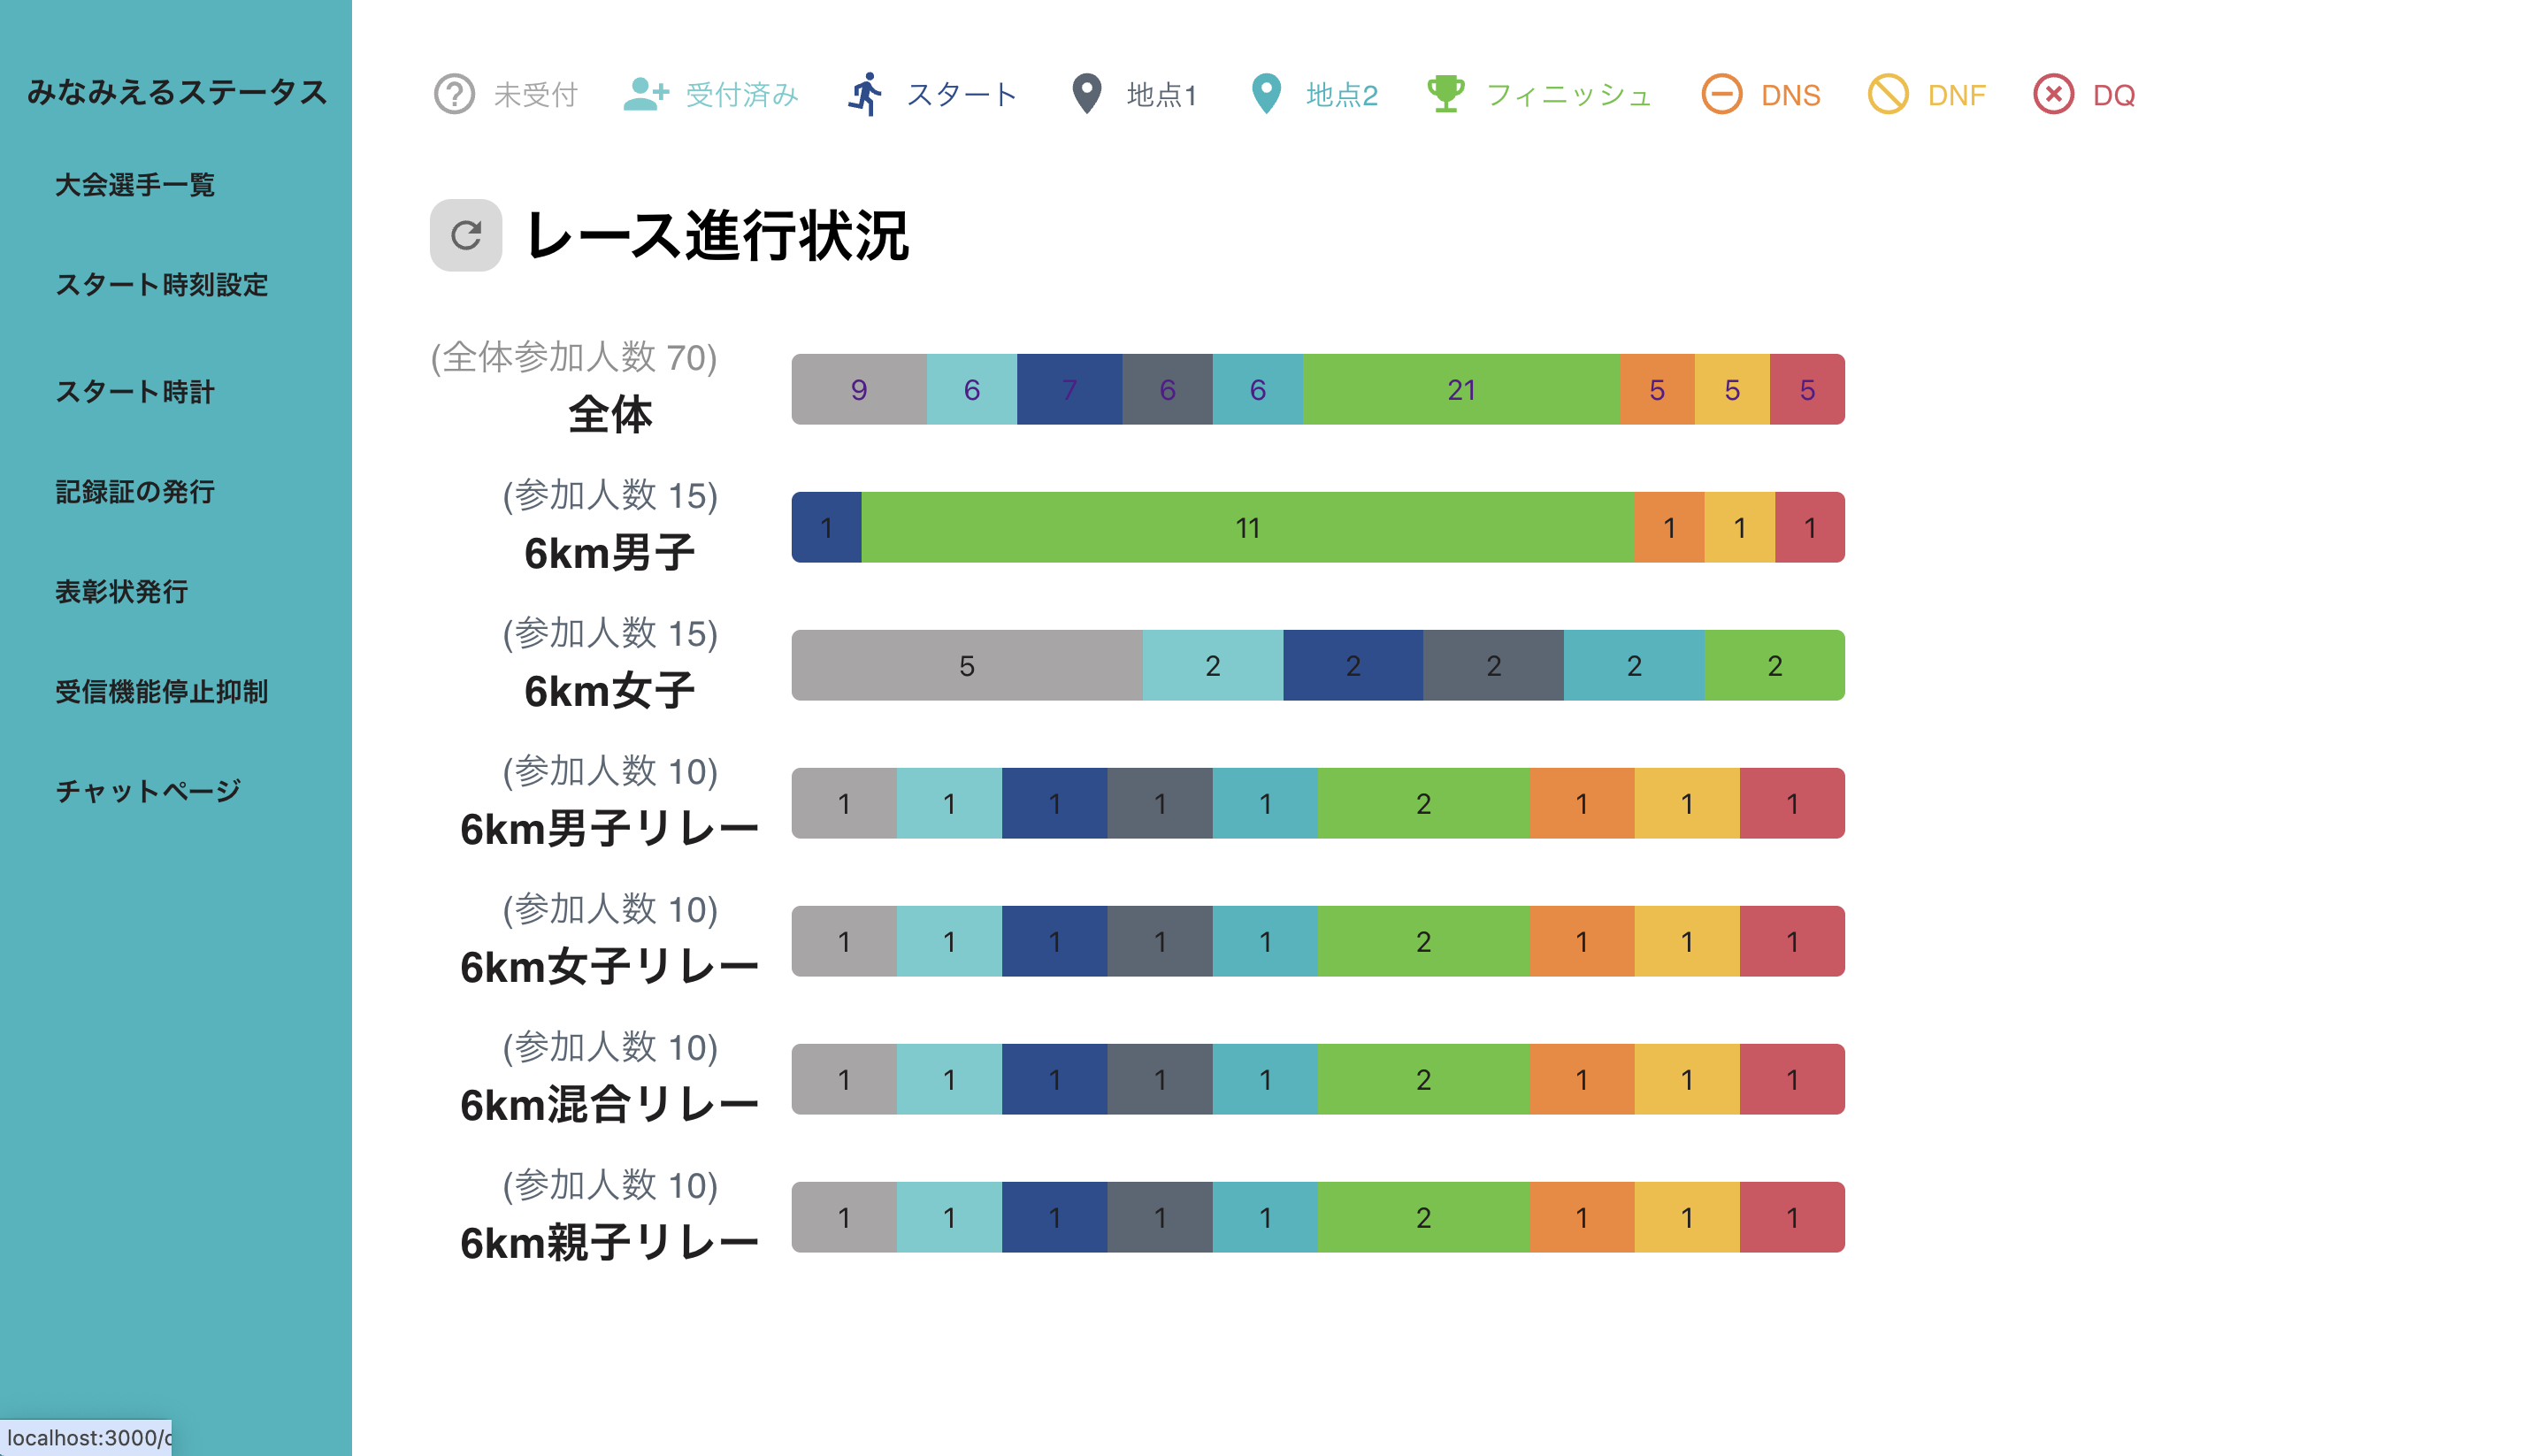 みなみえるステータス
大会選手一覧
スタート時刻設定
スタート時計
記録証の発行
表彰状発行
受信機能停止抑制
チャットページ
未受付 受付済み スタート 地点1 地点2 フィニッシュ DNS DNF DQ
レース進行状況
(全体参加人数 70)
全体
9 6 7 6 6 21 5 5 5
(参加人数 15)
6km男子
1 11 1 1 1
(参加人数 15)
6km女子
5 2 2 2 2 2
(参加人数 10)
6km男子リレー
1 1 1 1 1 2 1 1 1
(参加人数 10)
6km女子リレー
1 1 1 1 1 2 1 1 1
(参加人数 10)
6km混合リレー
1 1 1 1 1 2 1 1 1
(参加人数 10)
6km親子リレー
1 1 1 1 1 2 1 1 1
localhost:3000/